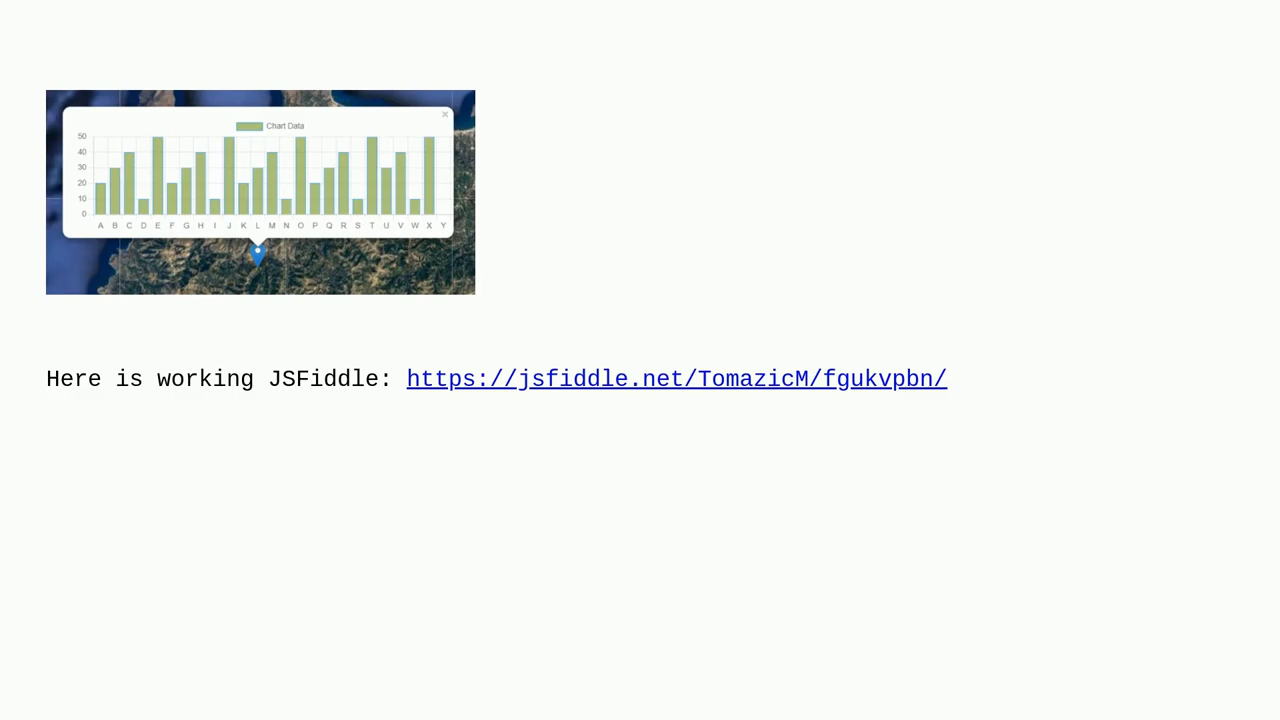 ×
Chart Data
50
40
30
20
10
0
A B C D E F G H I J K L M N O P Q R S T U V W X Y
Here is working JSFiddle: https://jsfiddle.net/TomazicM/fgukvpbn/